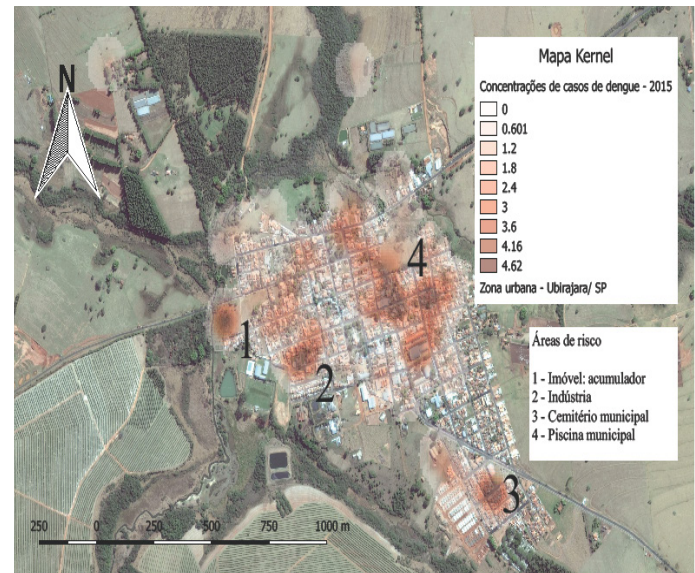 N
Mapa Kernel
Concentrações de casos de dengue - 2015
0
0.601
1.2
1.8
2.4
3
3.6
4.16
4.62
Zona urbana - Ubirajara/ SP
Áreas de risco
1 - Imóvel: acumulador
2 - Indústria
3 - Cemitério municipal
4 - Piscina municipal
4
1
2
3
250 0 250 500 750 1000 m